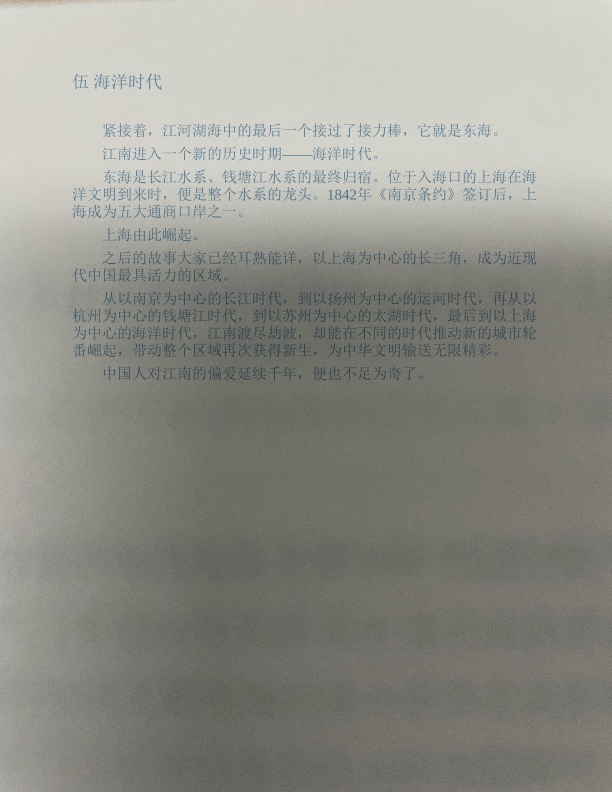 伍 海洋时代
紧接着，江河湖海中的最后一个接过了接力棒，它就是东海。
江南进入一个新的历史时期——海洋时代。
东海是长江水系、钱塘江水系的最终归宿。位于入海口的上海在海
洋文明到来时，便是整个水系的龙头。1842年《南京条约》签订后，上
海成为五大通商口岸之一。
上海由此崛起。
之后的故事大家已经耳熟能详，以上海为中心的长三角，成为近现
代中国最具活力的区域。
从以南京为中心的长江时代，到以扬州为中心的运河时代，再从以
杭州为中心的钱塘江时代，到以苏州为中心的太湖时代，最后到以上海
为中心的海洋时代，江南渡尽劫波，却能在不同的时代推动新的城市轮
番崛起，带动整个区域再次获得新生，为中华文明输送无限精彩。
中国人对江南的偏爱延续千年，便也不足为奇了。